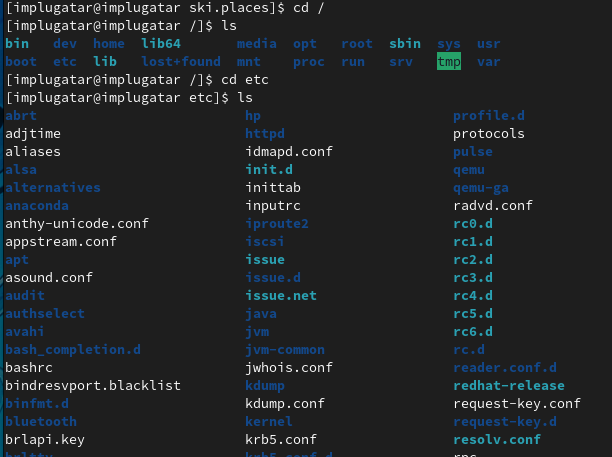 [implugatar@implugatar ski.places]$ cd /
[implugatar@implugatar /]$ ls
bin dev home lib64 media opt root sbin sys usr
boot etc lib lost+found mnt proc run srv tmp var
[implugatar@implugatar /]$ cd etc
[implugatar@implugatar etc]$ ls
abrt hp profile.d
adjtime httpd protocols
aliases idmapd.conf pulse
alsa init.d qemu
alternatives inittab qemu-ga
anaconda inputrc radvd.conf
anthy-unicode.conf iproute2 rc0.d
appstream.conf iscsi rc1.d
apt issue rc2.d
asound.conf issue.d rc3.d
audit issue.net rc4.d
authselect java rc5.d
avahi jvm rc6.d
bash_completion.d jvm-common rc.d
bashrc jwhois.conf reader.conf.d
bindresvport.blacklist kdump redhat-release
binfmt.d kdump.conf request-key.conf
bluetooth kernel request-key.d
brlapi.key krb5.conf resolv.conf
brltty krb5.conf.d rpc